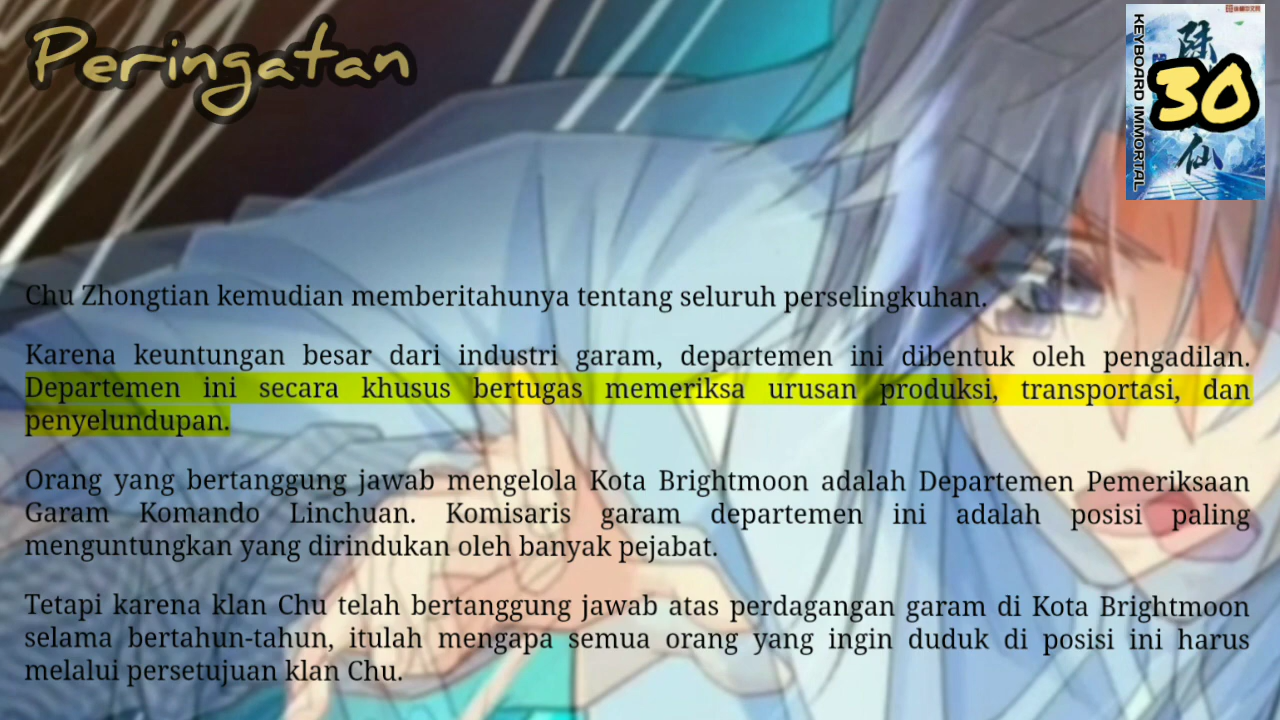 Peringatan
KEYBOARD IMMORTAL
陆
30
仙
Chu Zhongtian kemudian memberitahunya tentang seluruh perselingkuhan.
Karena keuntungan besar dari industri garam, departemen ini dibentuk oleh pengadilan.
Departemen ini secara khusus bertugas memeriksa urusan produksi, transportasi, dan
penyelundupan.
Orang yang bertanggung jawab mengelola Kota Brightmoon adalah Departemen Pemeriksaan
Garam Komando Linchuan. Komisaris garam departemen ini adalah posisi paling
menguntungkan yang dirindukan oleh banyak pejabat.
Tetapi karena klan Chu telah bertanggung jawab atas perdagangan garam di Kota Brightmoon
selama bertahun-tahun, itulah mengapa semua orang yang ingin duduk di posisi ini harus
melalui persetujuan klan Chu.